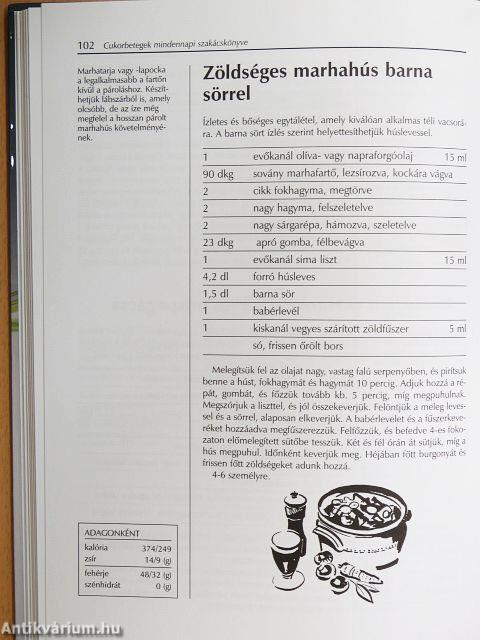 102 Cukorbetegek mindennapi szakácskönyve
Marhatarja vagy -lapocka
a legalkalmasabb a fartőn
kívül a pároláshoz. Készít-
hetjük lábszárból is, amely
olcsóbb, de az íze még
megfelel a hosszan párolt
marhahús követelményé-
nek.
Zöldséges marhahús barna
sörrel
Ízletes és bőséges egytálétel, amely kiválóan alkalmas téli vacsorá-
ra. A barna sört ízlés szerint helyettesíthetjük húslevessel.
1 evőkanál olíva- vagy napraforgóolaj 15 ml
90 dkg sovány marhafartő, lezsírozva, kockára vágva
2 cikk fokhagyma, megtörve
2 nagy hagyma, felszeletelve
2 nagy sárgarépa, hámozva, szeletelve
23 dkg apró gomba, félbevágva
1 evőkanál sima liszt 15 ml
4,2 dl forró húsleves
1,5 dl barna sör
1 babérlevél
1 kiskanál vegyes szárított zöldfűszer 5 ml
só, frissen őrölt bors
Melegítsük fel az olajat nagy, vastag falú serpenyőben, és pirítsuk
benne a húst, fokhagymát és hagymát 10 percig. Adjuk hozzá a ré-
pát, gombát, és főzzük tovább kb. 5 percig, míg megpuhulnak.
Megszórjuk a liszttel, és jól összekeverjük. Felöntjük a meleg leves-
sel és a sörrel, alaposan elkeverjük. A babérlevelet és a fűszerkeve-
réket hozzáadva megfűszerezzük. Felfőzzük, és befedve 4-es foko-
zaton előmelegített sütőbe tesszük. Két és fél órán át sütjük, míg a
hús megpuhul. Időnként keverjük meg. Héjában főtt burgonyát és
frissen főtt zöldségeket adunk hozzá.
4-6 személyre.
ADAGONKÉNT
kalória 374/249
zsír 14/9 (g)
fehérje 48/32 (g)
szénhidrát 0 (g)
Antikvárium.hu